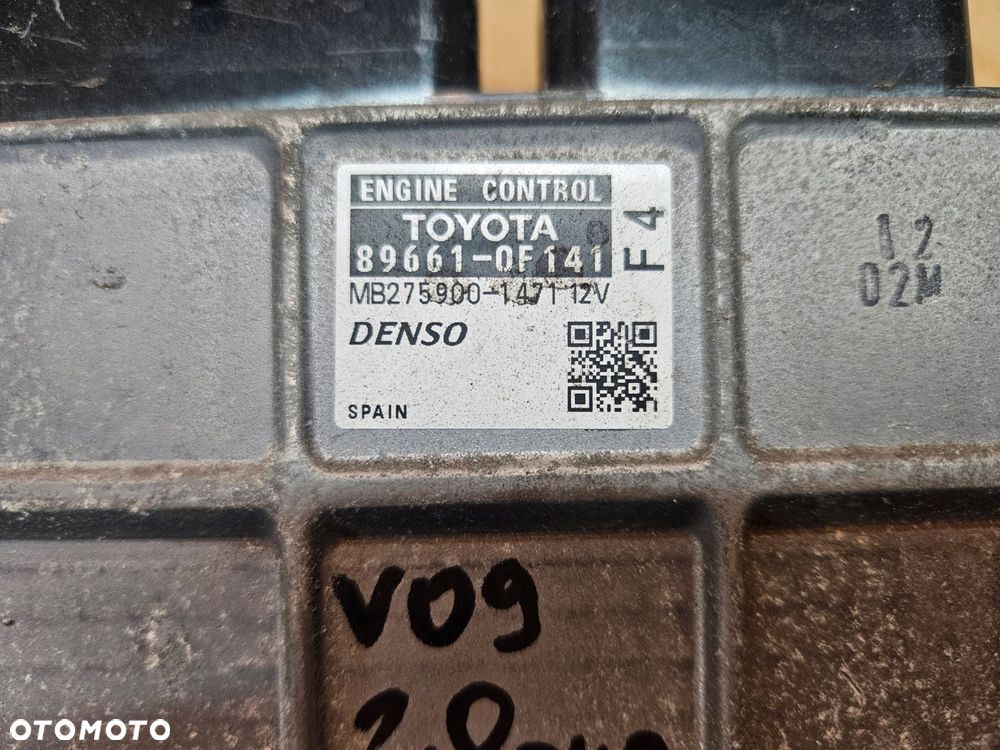 ENGINE CONTROL
TOYOTA
89661-0F141
F4
MB275900-1471 12V
DENSO
SPAIN
12
02M
V09
OTOMOTO